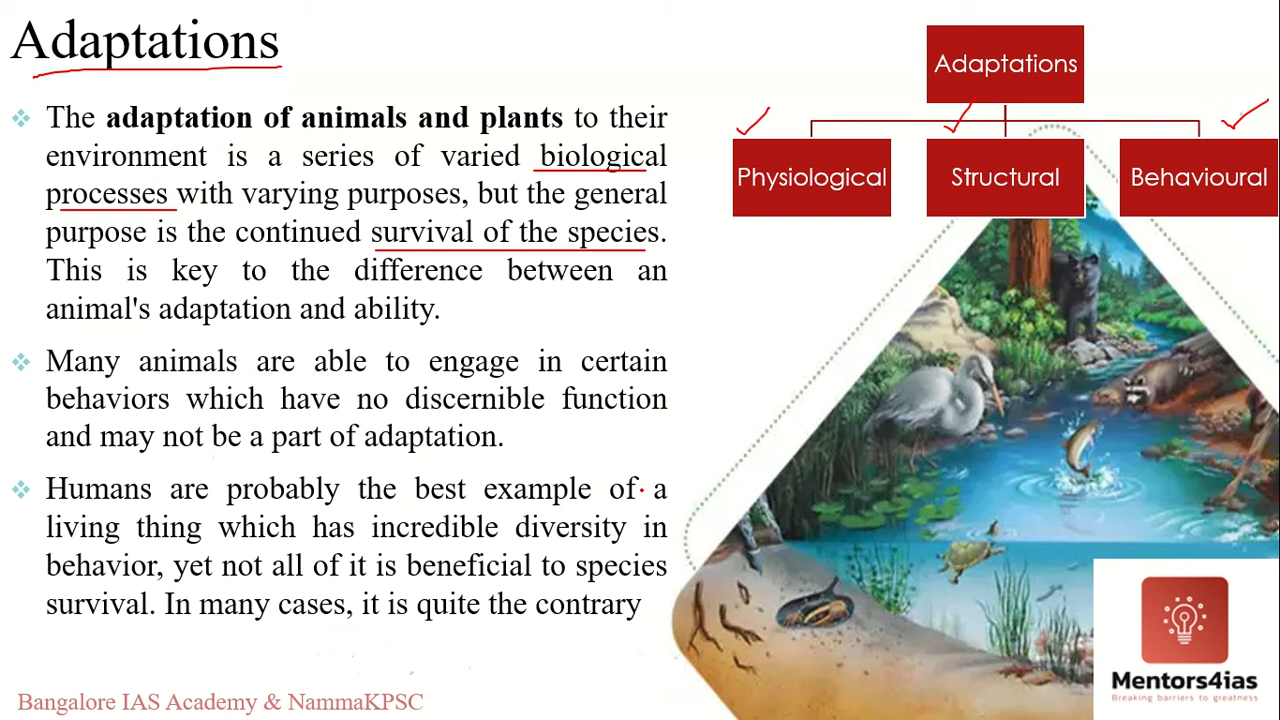 Adaptations
The adaptation of animals and plants to their
environment is a series of varied biological
processes with varying purposes, but the general
purpose is the continued survival of the species.
This is key to the difference between an
animal's adaptation and ability.
Many animals are able to engage in certain
behaviors which have no discernible function
and may not be a part of adaptation.
Humans are probably the best example of a
living thing which has incredible diversity in
behavior, yet not all of it is beneficial to species
survival. In many cases, it is quite the contrary
Adaptations
Physiological
Structural
Behavioural
Mentors4ias
Breaking barriers to greatness
Bangalore IAS Academy & NammaKPSC